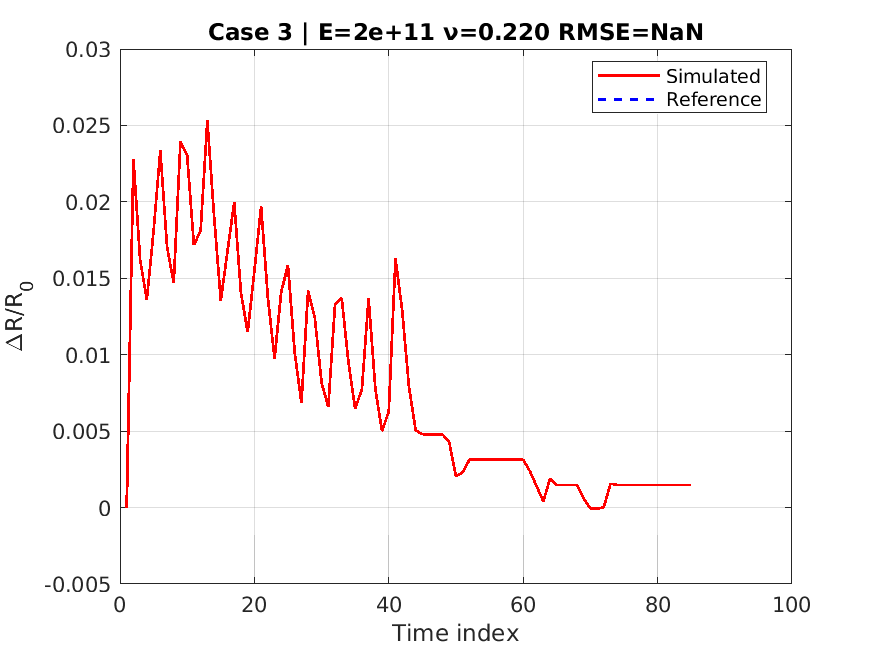 Case 3 | E=2e+11 ν=0.220 RMSE=NaN
0.03
0.025
0.02
0.015
0.01
0.005
0
-0.005
ΔR/R₀
Simulated
Reference
0 20 40 60 80 100
Time index